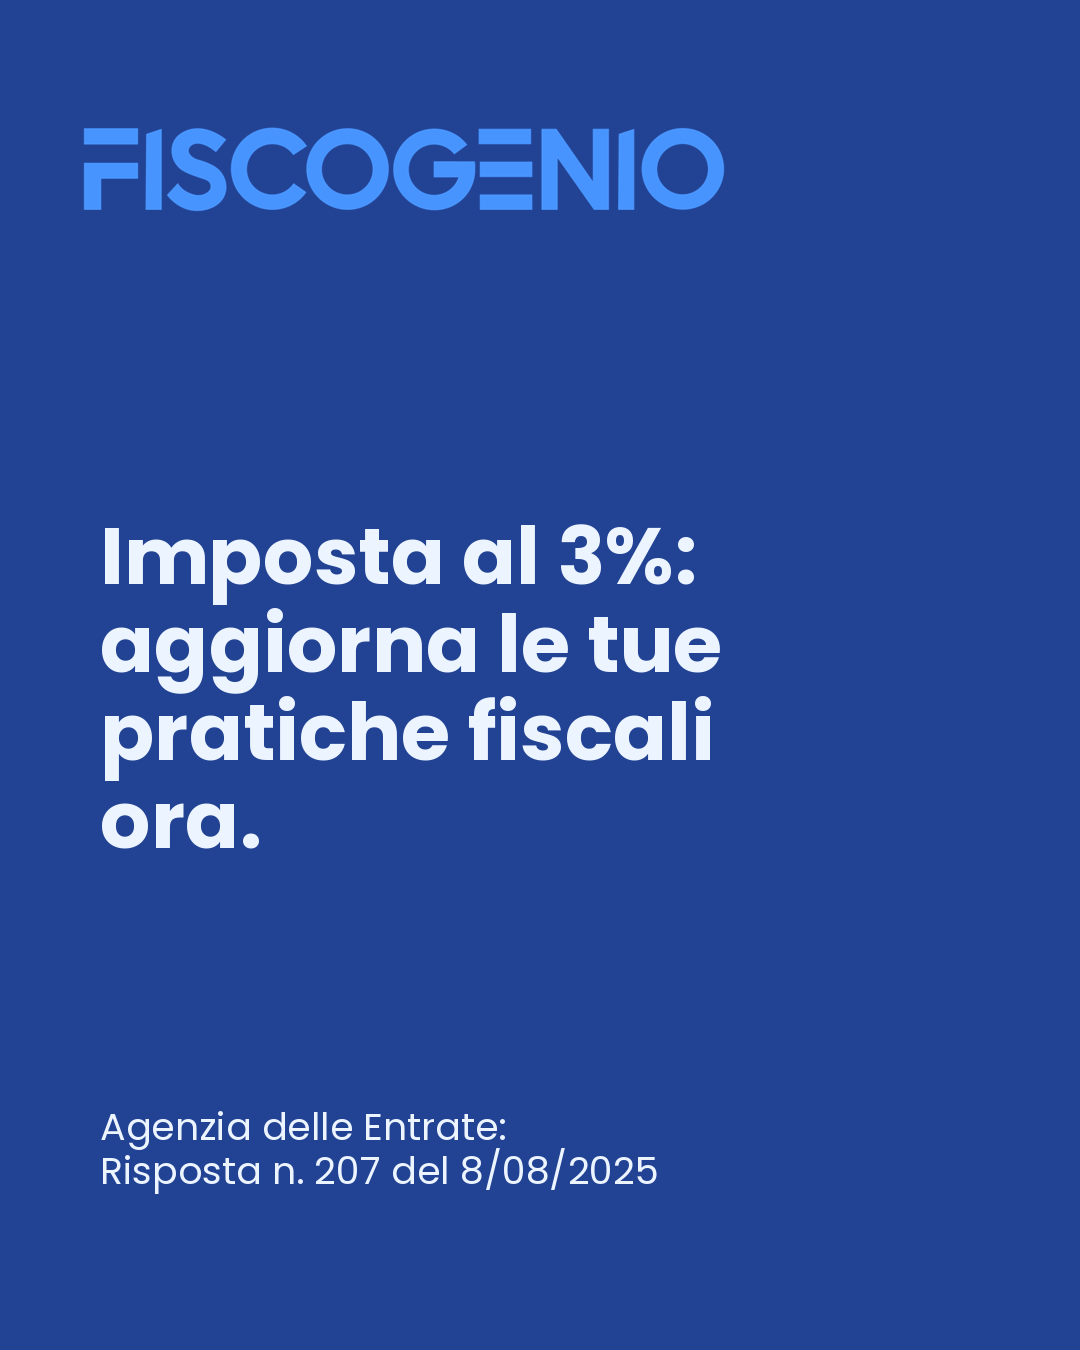 FISCOGENIO
Imposta al 3%:
aggiorna le tue
pratiche fiscali
ora.
Agenzia delle Entrate:
Risposta n. 207 del 8/08/2025